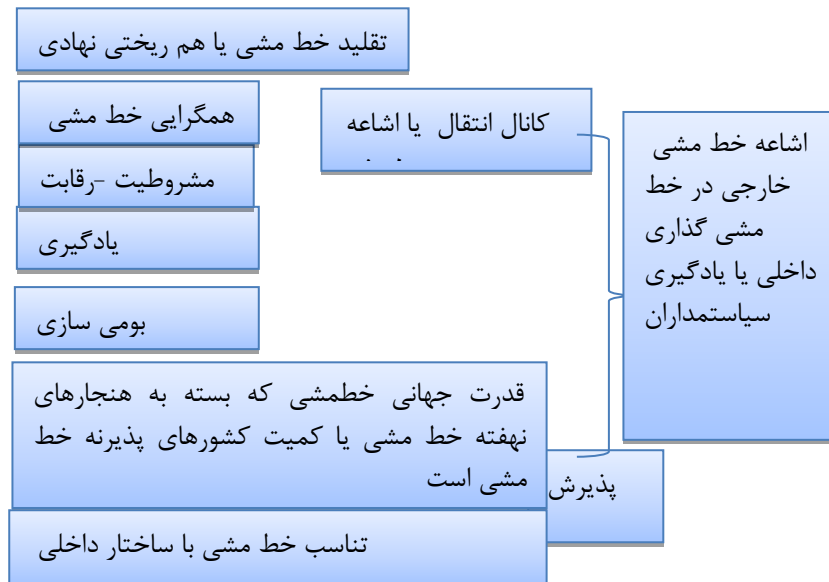 اشاعه خط مشی
خارجی در خط
مشی گذاری
داخلی یا یادگیری
سیاستمداران
کانال انتقال یا اشاعه
تقلید خط مشی یا هم ریختی نهادی
همگرایی خط مشی
مشروطیت -رقابت
یادگیری
بومی سازی
پذیرش
قدرت جهانی خطمشی که بسته به هنجارهای
نهفته خط مشی یا کمیت کشورهای پذیرنه خط
مشی است
تناسب خط مشی با ساختار داخلی